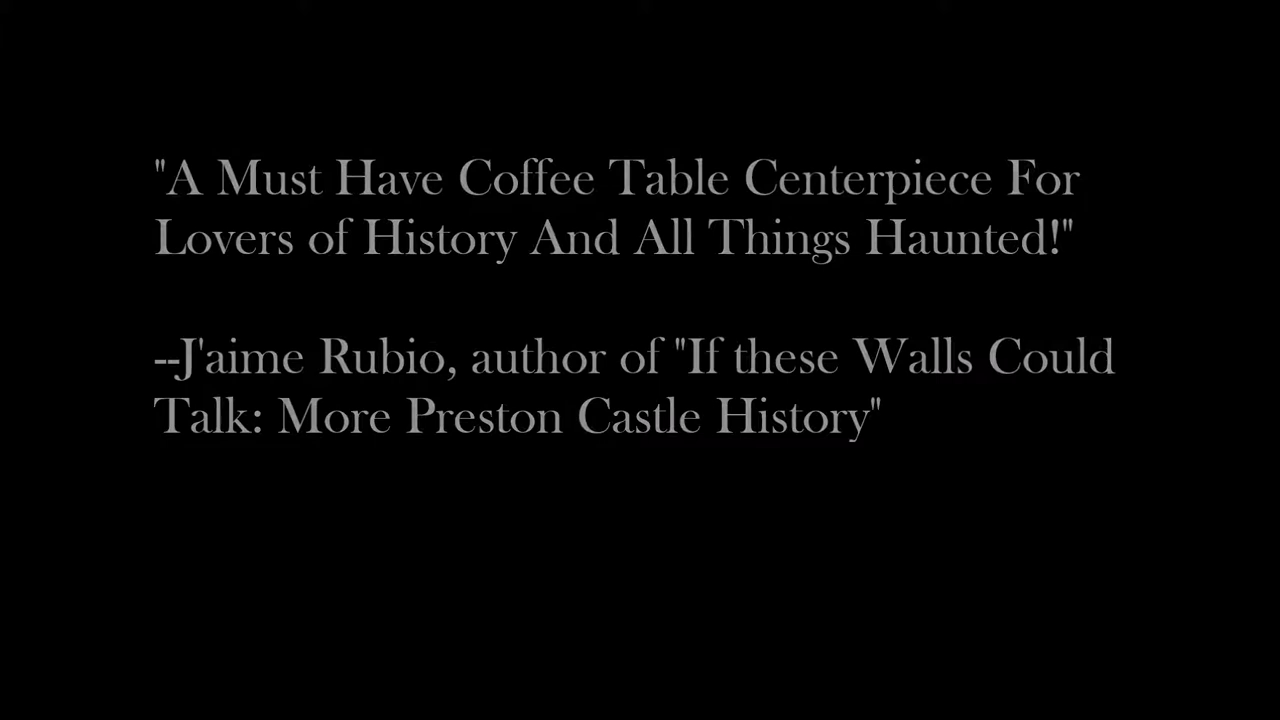 "A Must Have Coffee Table Centerpiece For
Lovers of History And All Things Haunted!"
--J'aime Rubio, author of "If these Walls Could
Talk: More Preston Castle History"